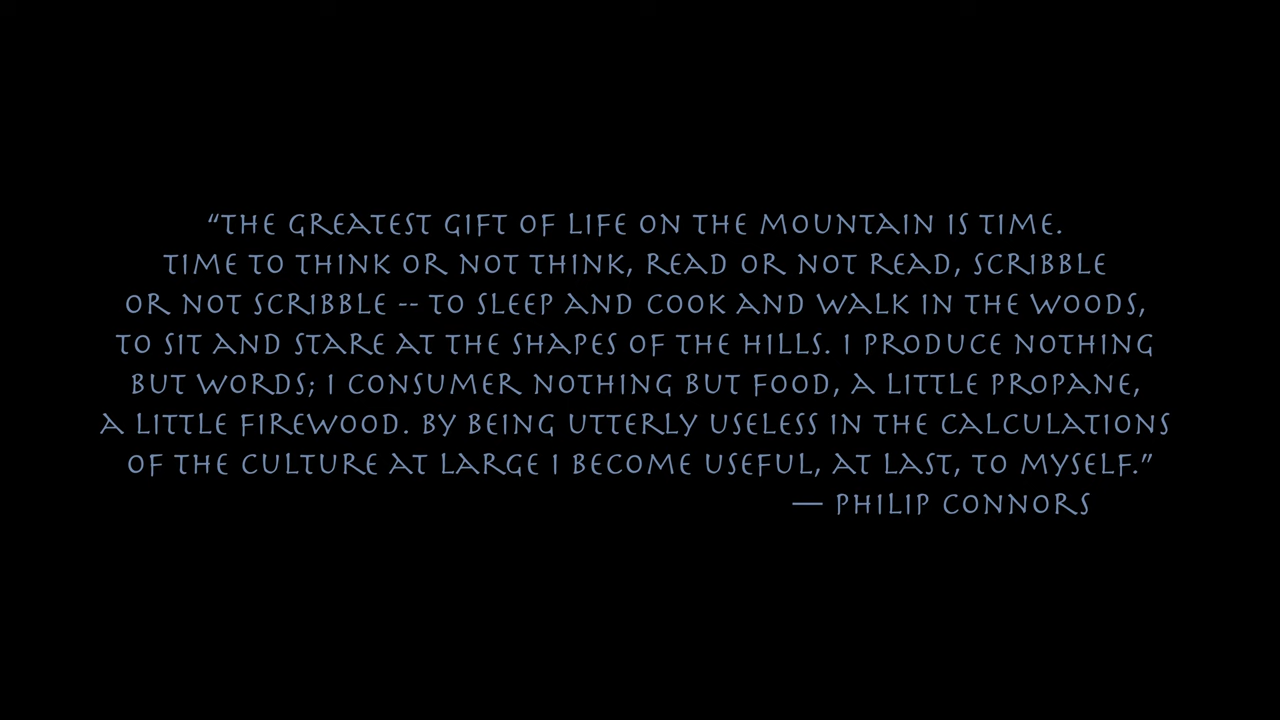 “THE GREATEST GIFT OF LIFE ON THE MOUNTAIN IS TIME.
TIME TO THINK OR NOT THINK, READ OR NOT READ, SCRIBBLE
OR NOT SCRIBBLE -- TO SLEEP AND COOK AND WALK IN THE WOODS,
TO SIT AND STARE AT THE SHAPES OF THE HILLS. I PRODUCE NOTHING
BUT WORDS; I CONSUMER NOTHING BUT FOOD, A LITTLE PROPANE,
A LITTLE FIREWOOD. BY BEING UTTERLY USELESS IN THE CALCULATIONS
OF THE CULTURE AT LARGE I BECOME USEFUL, AT LAST, TO MYSELF.”
— PHILIP CONNORS